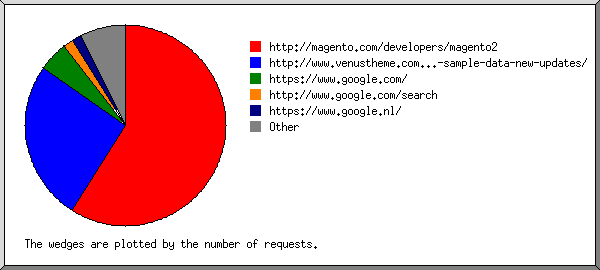 http://magento.com/developers/magento2
http://www.venustheme.com...-sample-data-new-updates/
https://www.google.com/
http://www.google.com/search
https://www.google.nl/
Other
The wedges are plotted by the number of requests.